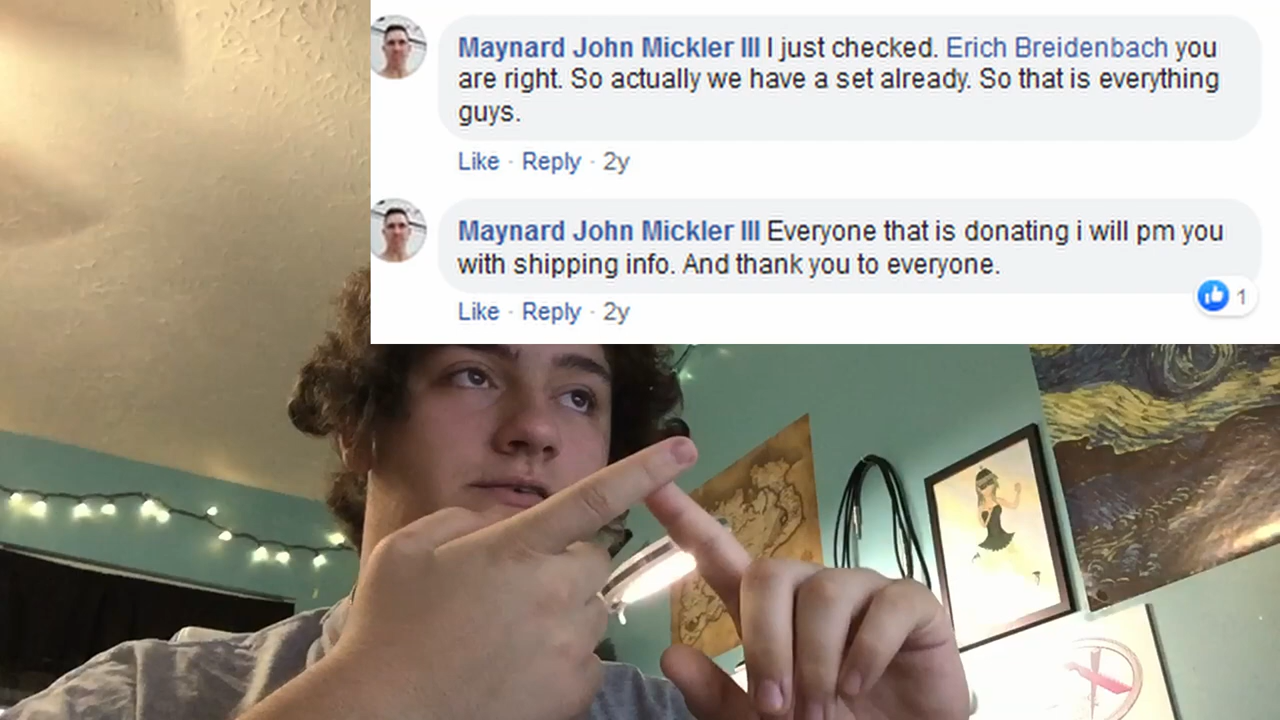 Maynard John Mickler III I just checked. Erich Breidenbach you
are right. So actually we have a set already. So that is everything
guys.
Like · Reply · 2y
Maynard John Mickler III Everyone that is donating i will pm you
with shipping info. And thank you to everyone.
1
Like · Reply · 2y